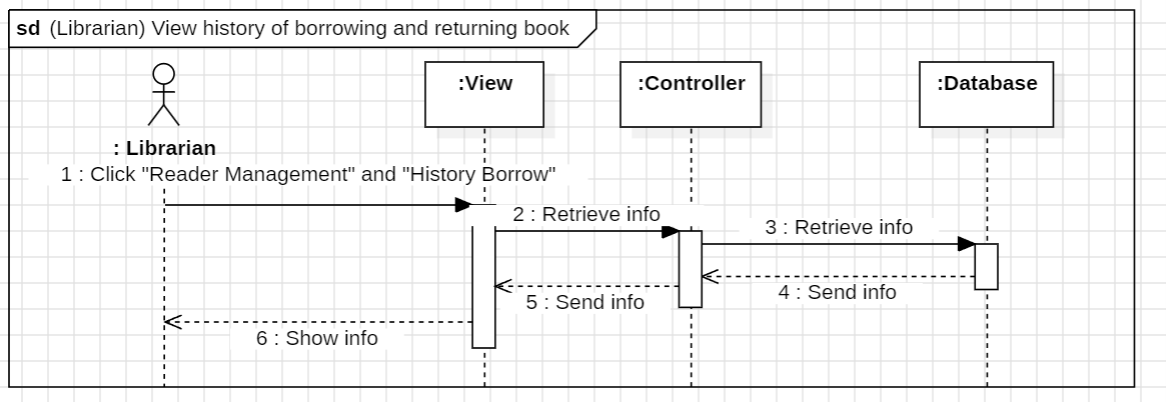 sd (Librarian) View history of borrowing and returning book
:View
:Controller
:Database
: Librarian
1 : Click "Reader Management" and "History Borrow"
2 : Retrieve info
3 : Retrieve info
4 : Send info
5 : Send info
6 : Show info